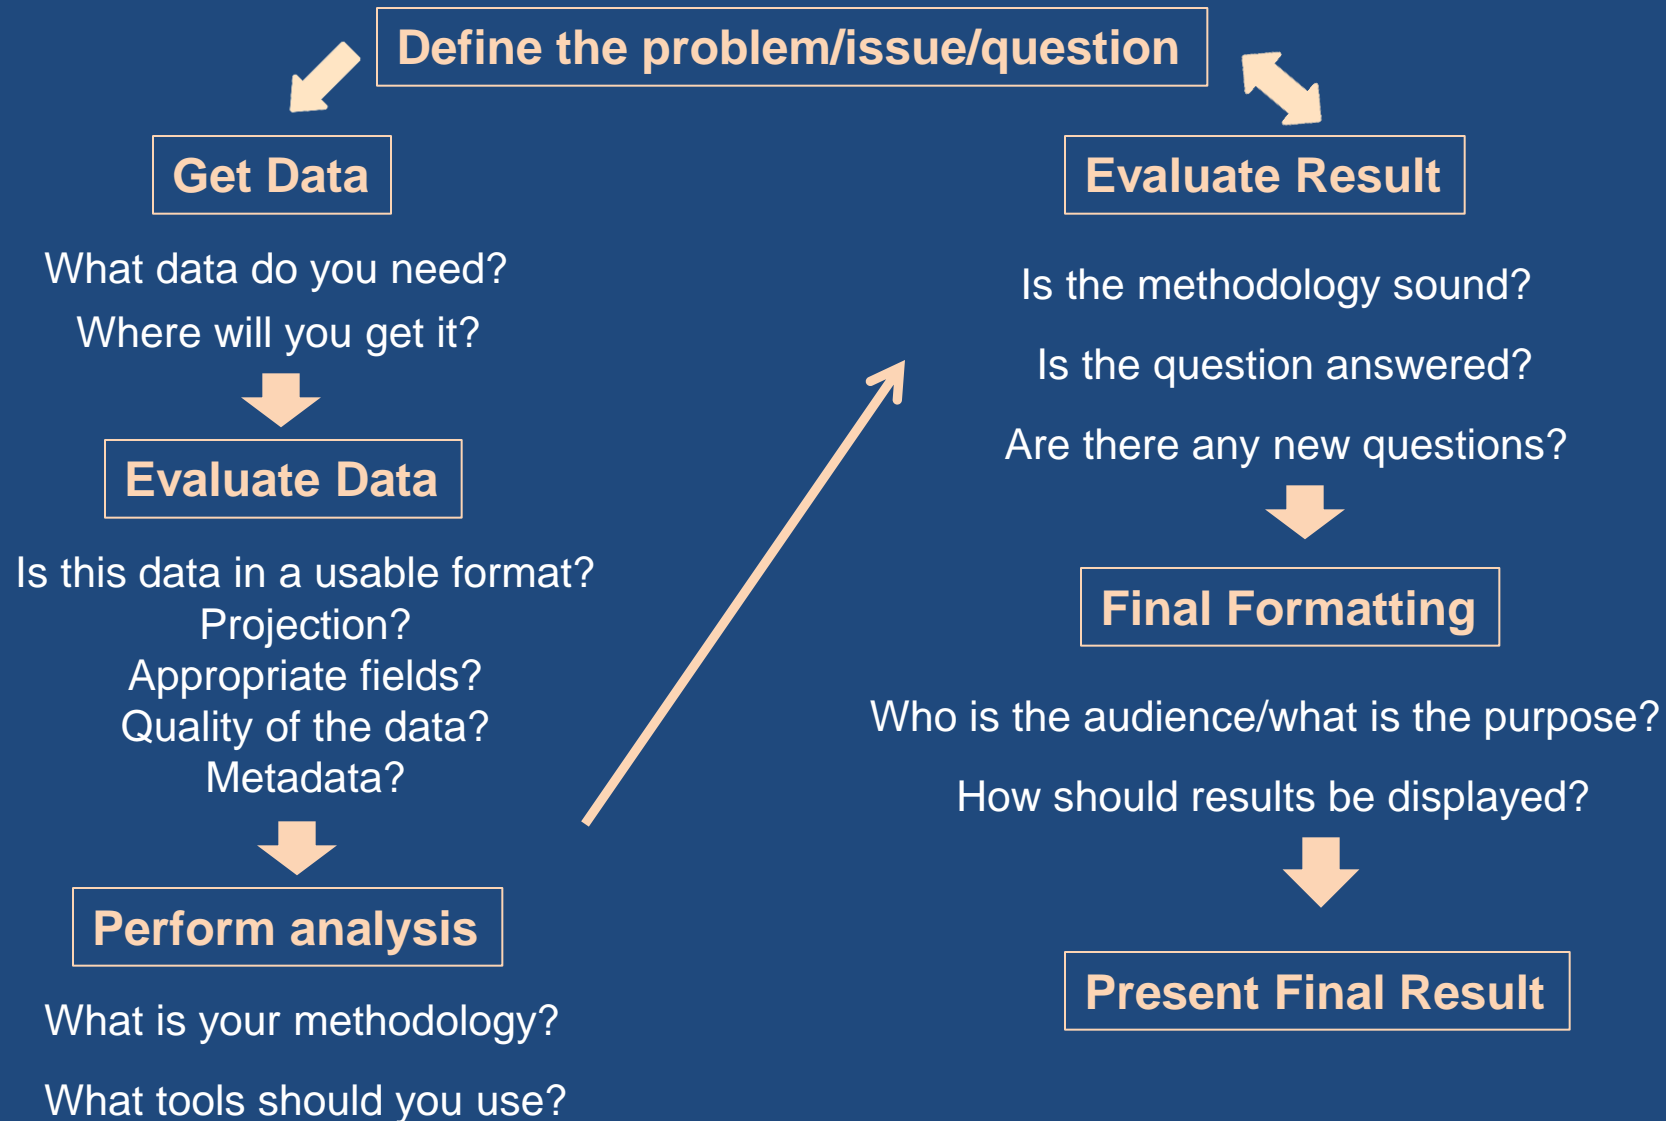 Define the problem/issue/question
Get Data
What data do you need?
Where will you get it?
Evaluate Data
Is this data in a usable format?
Projection?
Appropriate fields?
Quality of the data?
Metadata?
Perform analysis
What is your methodology?
What tools should you use?
Evaluate Result
Is the methodology sound?
Is the question answered?
Are there any new questions?
Final Formatting
Who is the audience/what is the purpose?
How should results be displayed?
Present Final Result